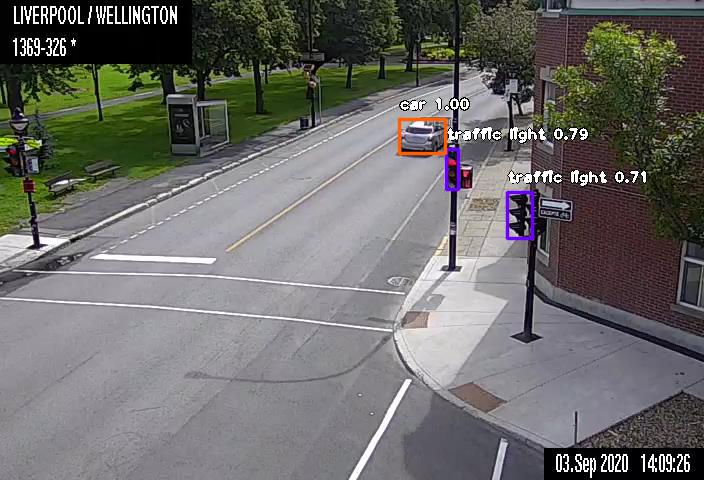 LIVERPOOL / WELLINGTON
1369-326 *
car 1.00
traffic light 0.79
traffic light 0.71
EXCEPTÉ
03.Sep 2020 14:09:26